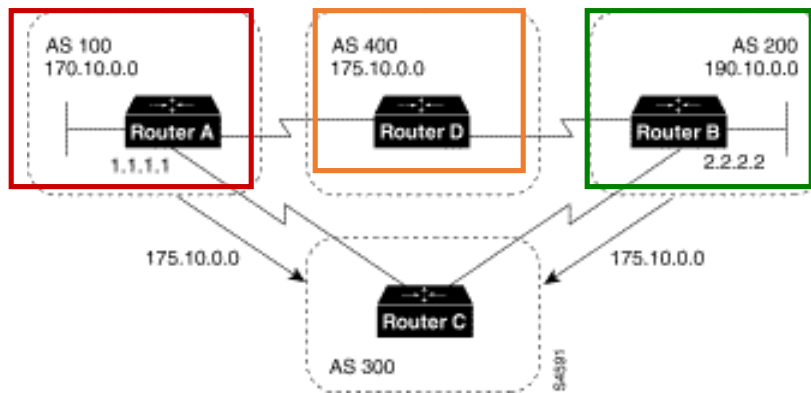 AS 100
170.10.0.0
Router A
1.1.1.1
AS 400
175.10.0.0
Router D
AS 200
190.10.0.0
Router B
2.2.2.2
175.10.0.0
175.10.0.0
Router C
AS 300
S4591